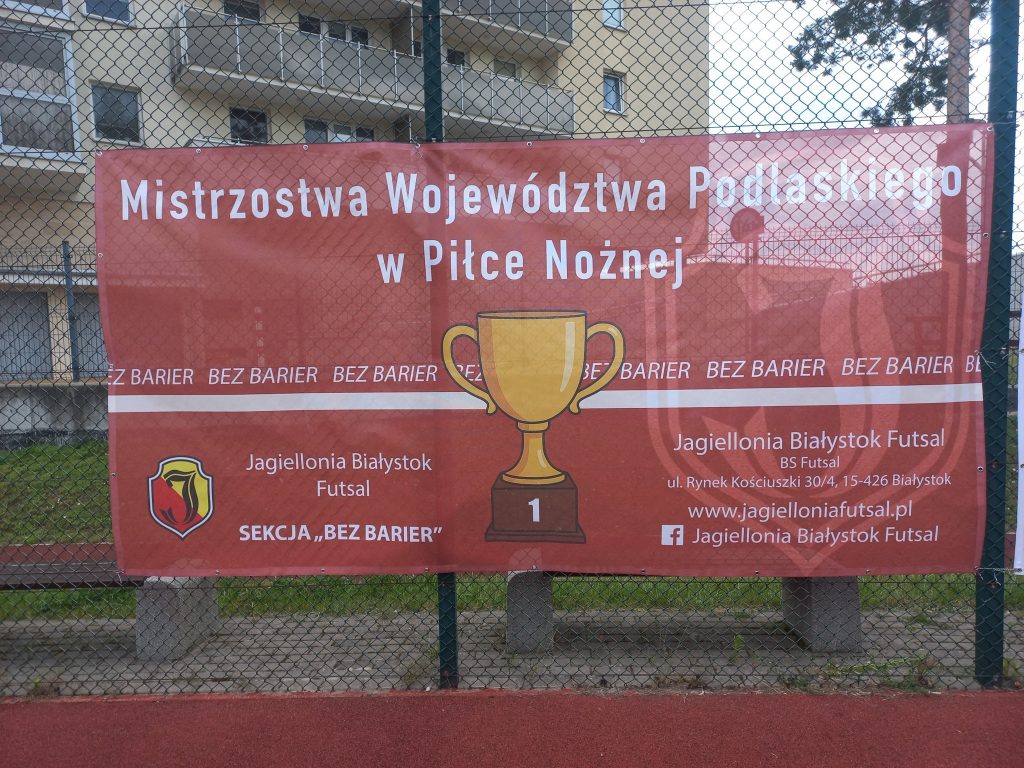 Mistrzostwa Województwa Podlaskiego
w Piłce Nożnej
BEZ BARIER BEZ BARIER BEZ BARIER BEZ BARIER BEZ BARIER BEZ BARIER
1
Jagiellonia Białystok
Futsal
SEKCJA „BEZ BARIER”
Jagiellonia Białystok Futsal
BS Futsal
ul. Rynek Kościuszki 30/4, 15-426 Białystok
www.jagielloniafutsal.pl
Jagiellonia Białystok Futsal